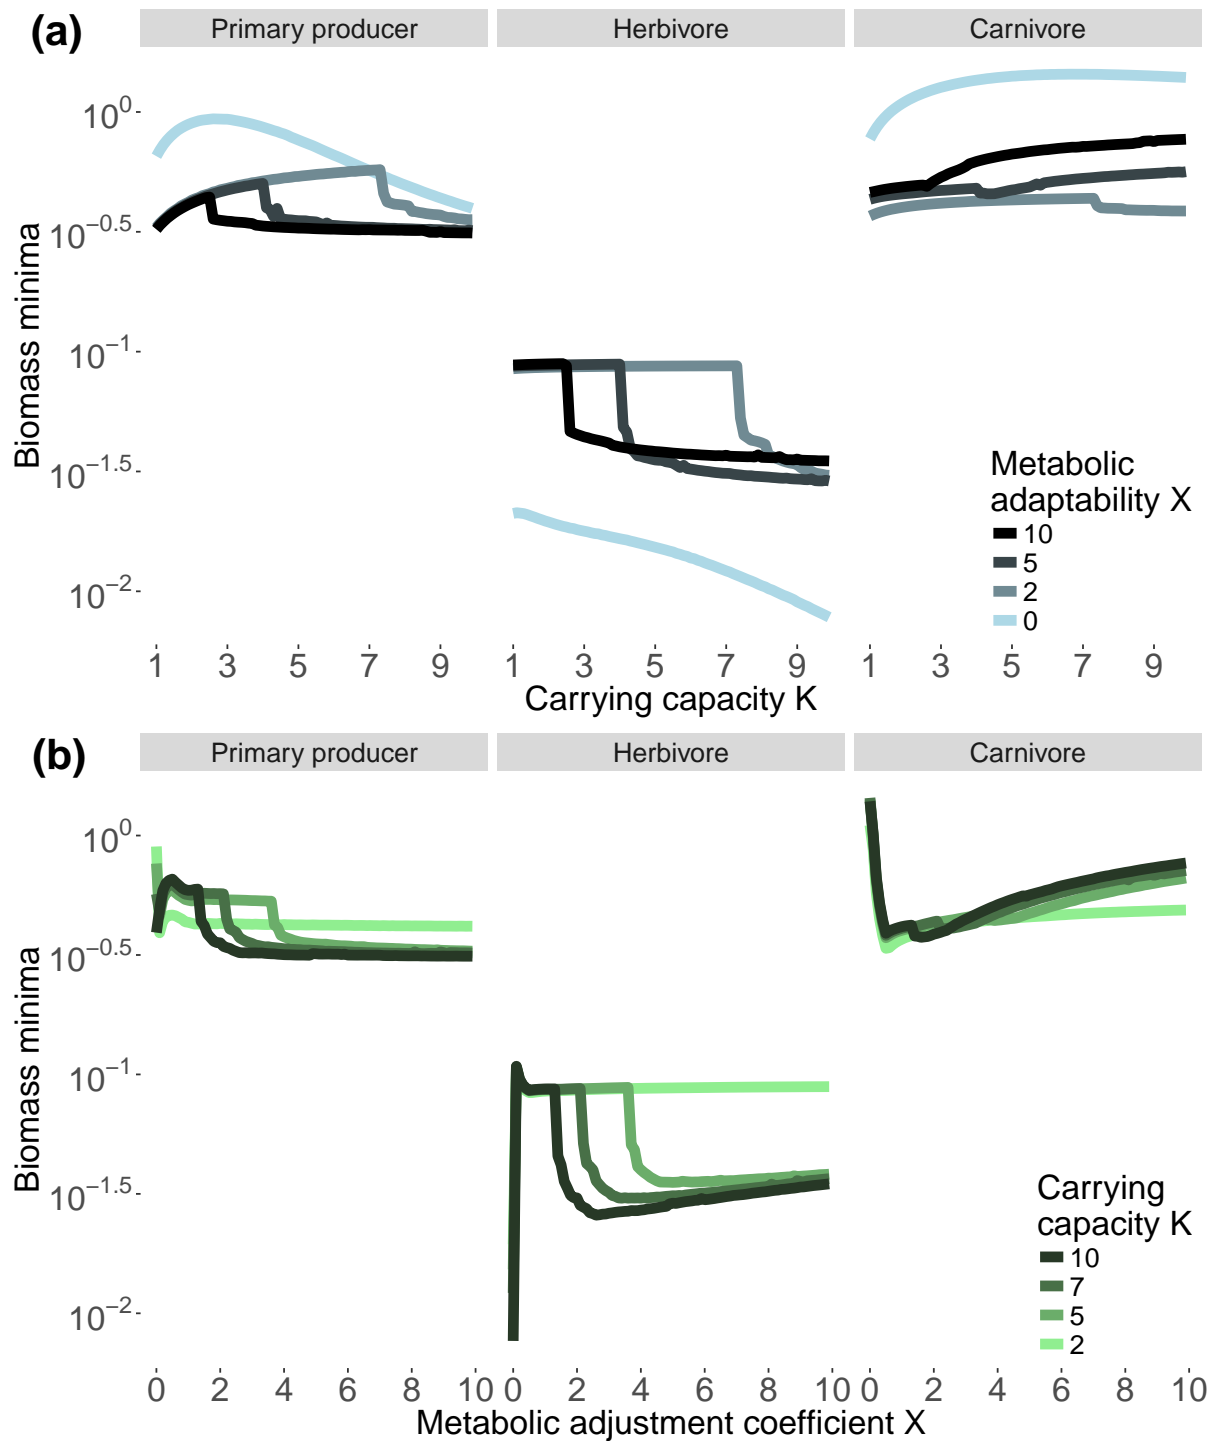 (a)
Primary producer Herbivore Carnivore
Biomass minima
10^0
10^−0.5
10^−1
10^−1.5
10^−2
Metabolic
adaptability X
10
5
2
0
1 3 5 7 9 1 3 5 7 9 1 3 5 7 9
Carrying capacity K
(b)
Primary producer Herbivore Carnivore
Biomass minima
10^0
10^−0.5
10^−1
10^−1.5
10^−2
Carrying
capacity K
10
7
5
2
0 2 4 6 8 10 0 2 4 6 8 10 0 2 4 6 8 10
Metabolic adjustment coefficient X